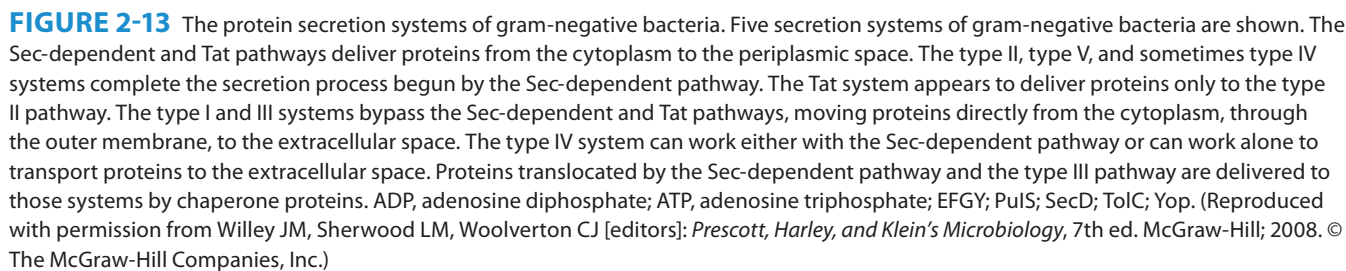 FIGURE 2-13 The protein secretion systems of gram-negative bacteria. Five secretion systems of gram-negative bacteria are shown. The
Sec-dependent and Tat pathways deliver proteins from the cytoplasm to the periplasmic space. The type II, type V, and sometimes type IV
systems complete the secretion process begun by the Sec-dependent pathway. The Tat system appears to deliver proteins only to the type
II pathway. The type I and III systems bypass the Sec-dependent and Tat pathways, moving proteins directly from the cytoplasm, through
the outer membrane, to the extracellular space. The type IV system can work either with the Sec-dependent pathway or can work alone to
transport proteins to the extracellular space. Proteins translocated by the Sec-dependent pathway and the type III pathway are delivered to
those systems by chaperone proteins. ADP, adenosine diphosphate; ATP, adenosine triphosphate; EFGY; PulS; SecD; TolC; Yop. (Reproduced
with permission from Willey JM, Sherwood LM, Woolverton CJ [editors]: Prescott, Harley, and Klein's Microbiology, 7th ed. McGraw-Hill; 2008. ©
The McGraw-Hill Companies, Inc.)